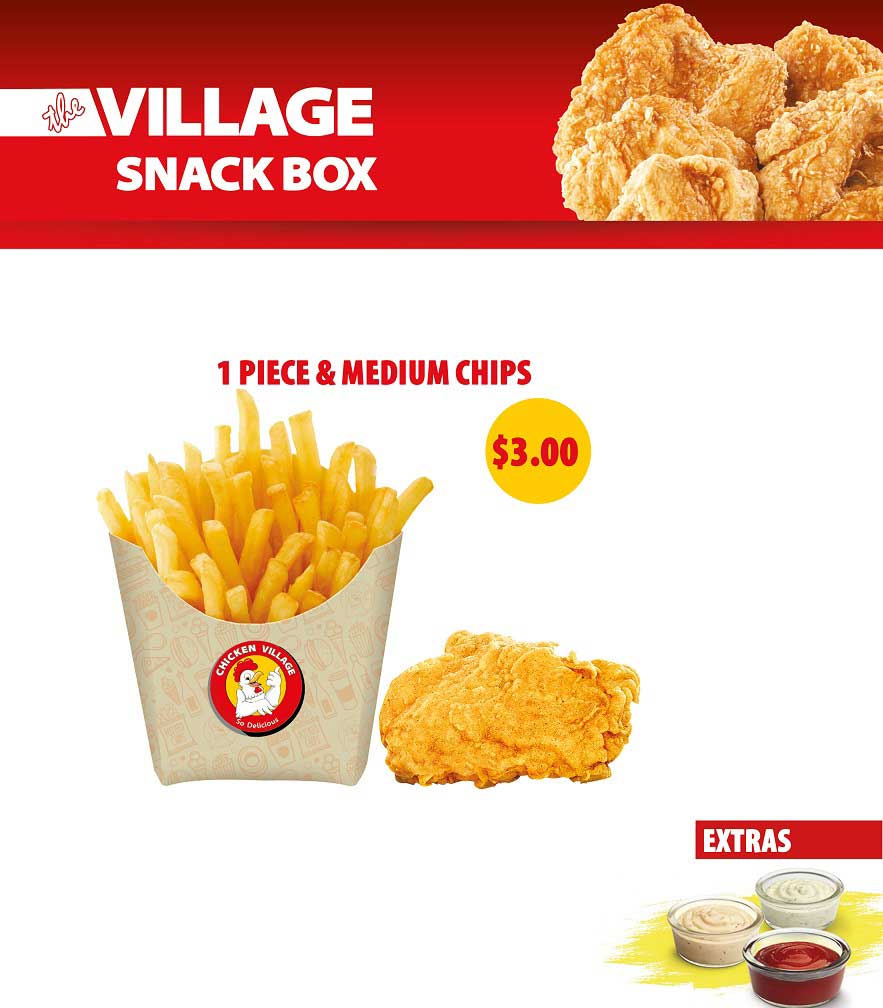 the VILLAGE
SNACK BOX
1 PIECE & MEDIUM CHIPS
$3.00
CHICKEN VILLAGE
So Delicious
EXTRAS